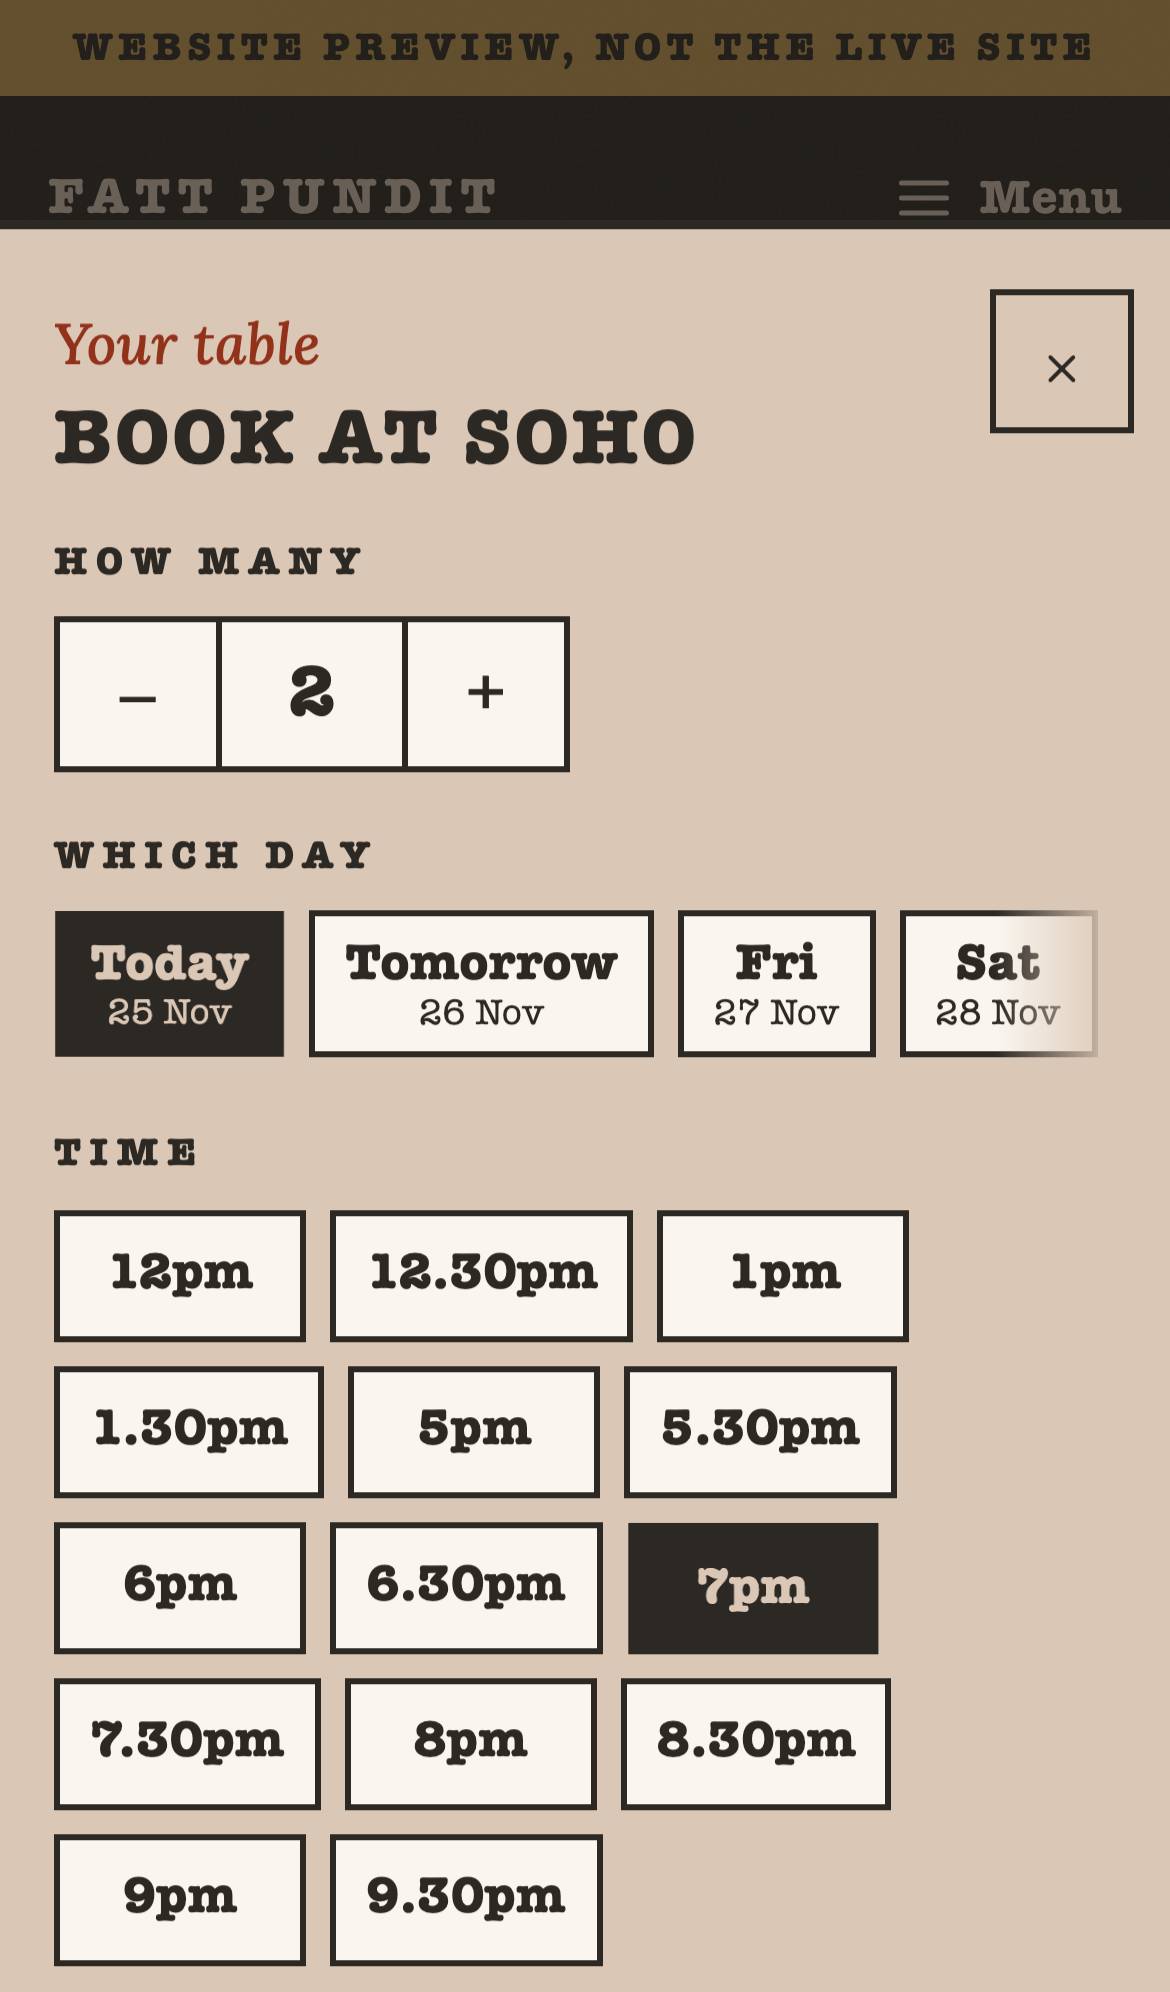 WEBSITE PREVIEW, NOT THE LIVE SITE
FATT PUNDIT
Menu
Your table
BOOK AT SOHO
×
HOW MANY
– 2 +
WHICH DAY
Today Tomorrow Fri Sat
25 Nov 26 Nov 27 Nov 28 Nov
TIME
12pm 12.30pm 1pm
1.30pm 5pm 5.30pm
6pm 6.30pm 7pm
7.30pm 8pm 8.30pm
9pm 9.30pm